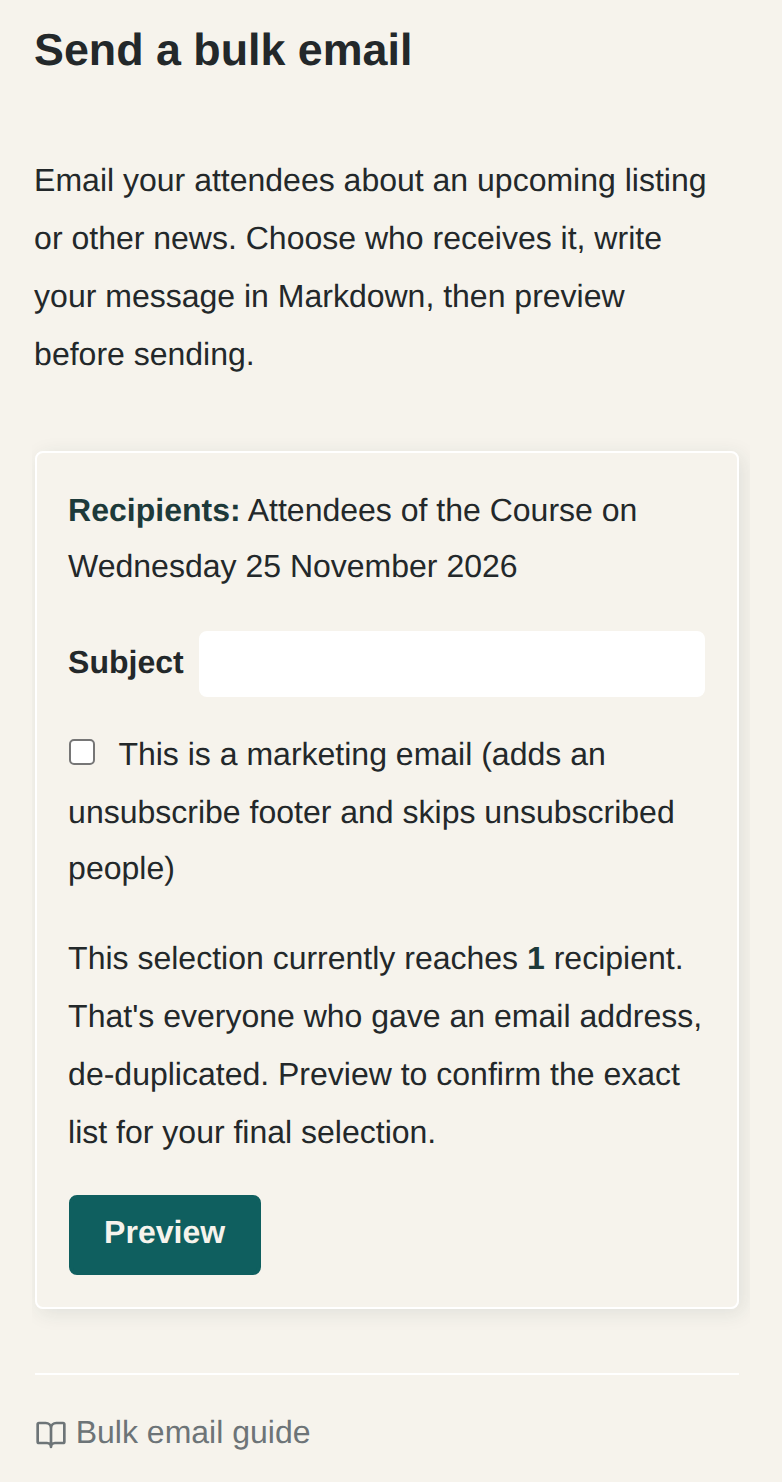 Send a bulk email
Email your attendees about an upcoming listing
or other news. Choose who receives it, write
your message in Markdown, then preview
before sending.
Recipients: Attendees of the Course on
Wednesday 25 November 2026
Subject
This is a marketing email (adds an
unsubscribe footer and skips unsubscribed
people)
This selection currently reaches 1 recipient.
That's everyone who gave an email address,
de-duplicated. Preview to confirm the exact
list for your final selection.
Preview
Bulk email guide